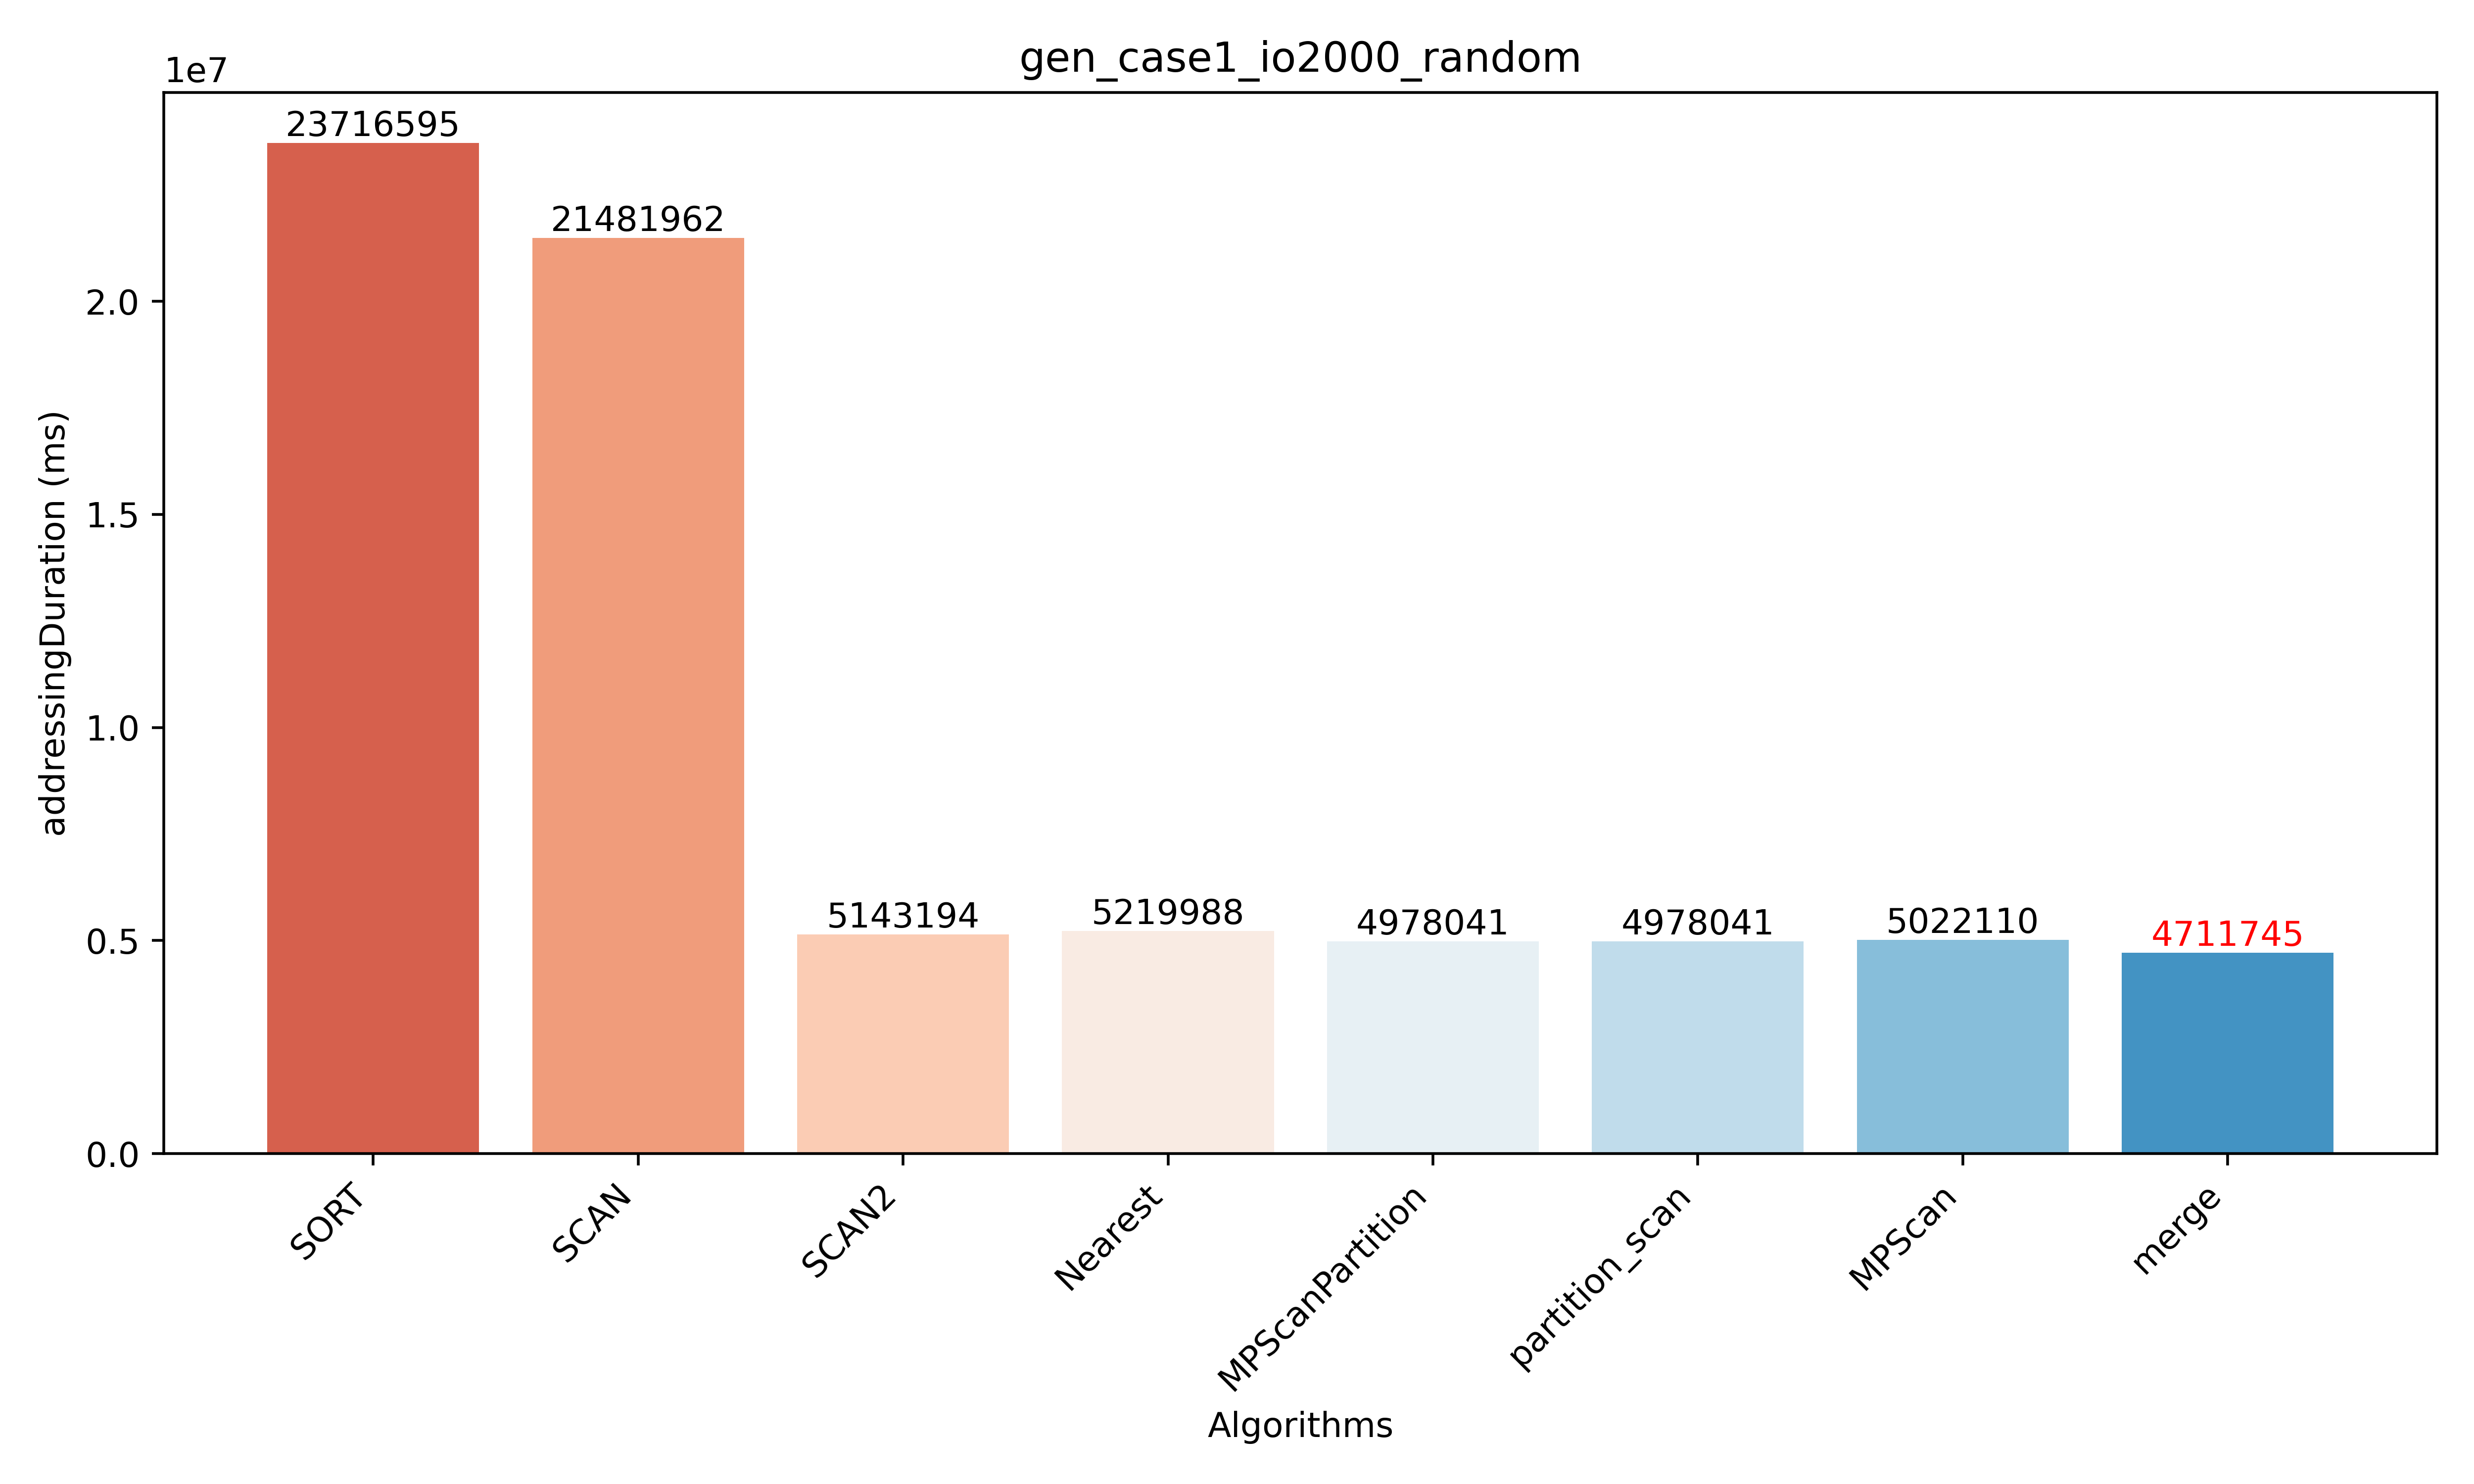 gen_case1_io2000_random
1e7
23716595
21481962
5143194
5219988
4978041
4978041
5022110
4711745
2.0
1.5
1.0
0.5
0.0
addressingDuration (ms)
SORT
SCAN
SCAN2
Nearest
MPScanPartition
partition_scan
MPScan
merge
Algorithms